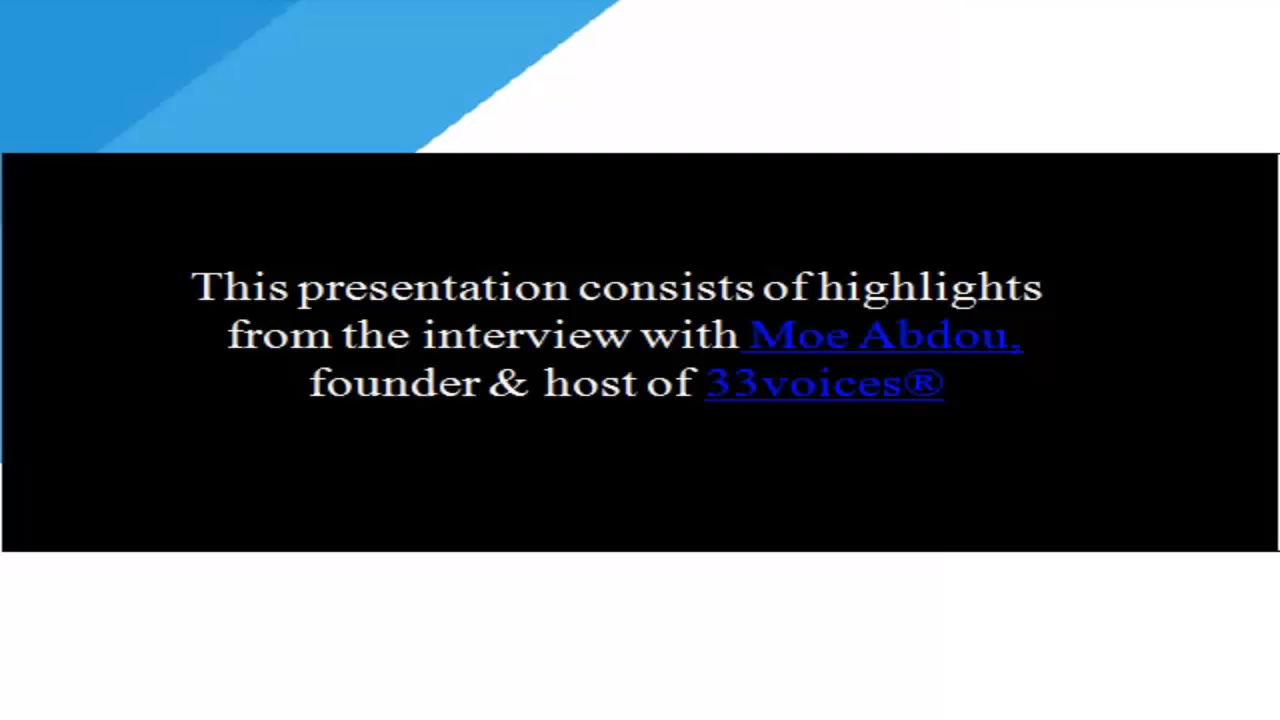 This presentation consists of highlights
from the interview with Moe Abdou,
founder & host of 33voices®